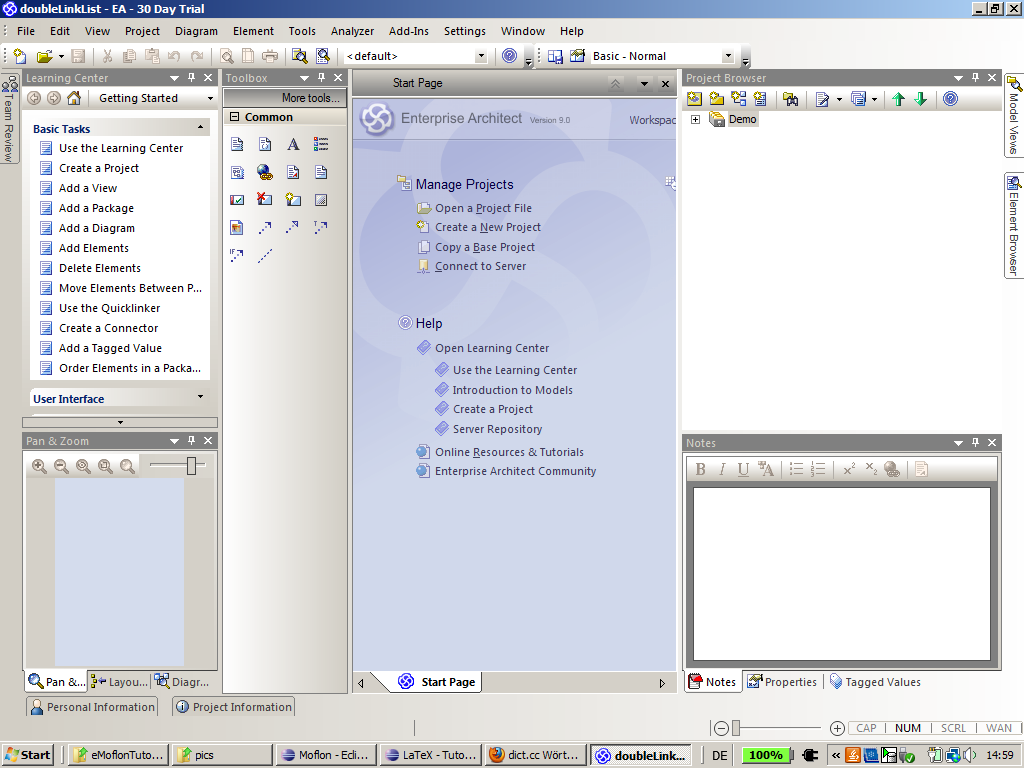 doubleLinkList - EA - 30 Day Trial
File Edit View Project Diagram Element Tools Analyzer Add-Ins Settings Window Help
<default> Basic - Normal
Team Review
Learning Center
Getting Started
Basic Tasks
Use the Learning Center
Create a Project
Add a View
Add a Package
Add a Diagram
Add Elements
Delete Elements
Move Elements Between P...
Use the Quicklinker
Create a Connector
Add a Tagged Value
Order Elements in a Packa...
User Interface
Pan & Zoom
Pan &... Layou... Diagr...
Toolbox
More tools...
Common
Start Page
Enterprise Architect Version 9.0 Workspac
Manage Projects
Open a Project File
Create a New Project
Copy a Base Project
Connect to Server
Help
Open Learning Center
Use the Learning Center
Introduction to Models
Create a Project
Server Repository
Online Resources & Tutorials
Enterprise Architect Community
Start Page
Project Browser
Demo
Model Views
Element Browser
Notes
B I U
Notes Properties Tagged Values
Personal Information Project Information
CAP NUM SCRL WAN
Start eMoflonTuto... pics Moflon - Ecli... LaTeX - Tuto... dict.cc Wört... doubleLink... DE 100% 14:59